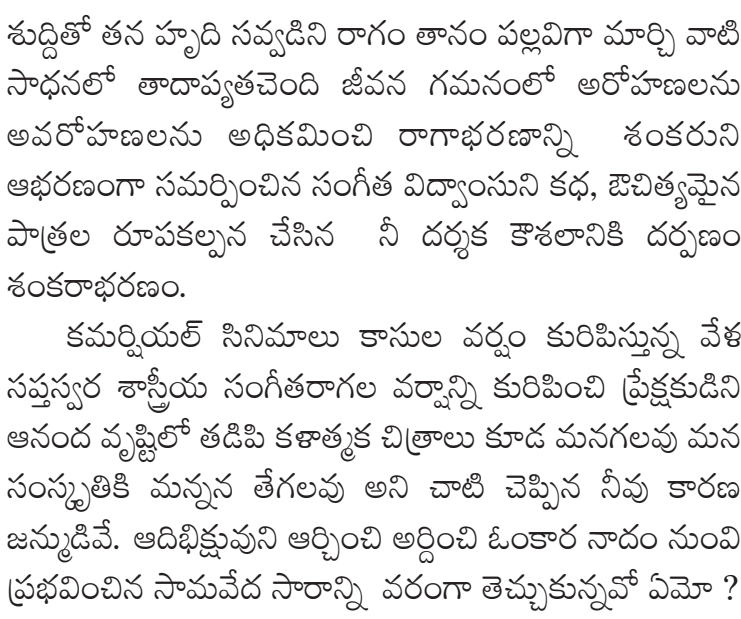 శుద్దితో తన హృది సవ్వడిని రాగం తానం పల్లవిగా మార్చి వాటి
సాధనలో తాదాప్యతచెంది జీవన గమనంలో అరోహణలను
అవరోహణలను అధికమించి రాగాభరణాన్ని శంకరుని
ఆభరణంగా సమర్పించిన సంగీత విద్వాంసుని కధ, ఔచిత్యమైన
పాత్రల రూపకల్పన చేసిన నీ దర్శక కౌశలానికి దర్పణం
శంకరాభరణం.
కమర్షియల్ సినిమాలు కాసుల వర్షం కురిపిస్తున్న వేళ
సప్తస్వర శాస్త్రీయ సంగీతరాగల వర్షాన్ని కురిపించి ప్రేక్షకుడిని
ఆనంద వృష్టిలో తడిపి కళాత్మక చిత్రాలు కూడ మనగలవు మన
సంస్కృతికి మన్నన తేగలవు అని చాటి చెప్పిన నీవు కారణ
జన్ముడివే. ఆదిభిక్షువుని ఆర్చించి అర్దించి ఓంకార నాదం నుంవి
ప్రభవించిన సామవేద సారాన్ని వరంగా తెచ్చుకున్నవో ఏమో ?